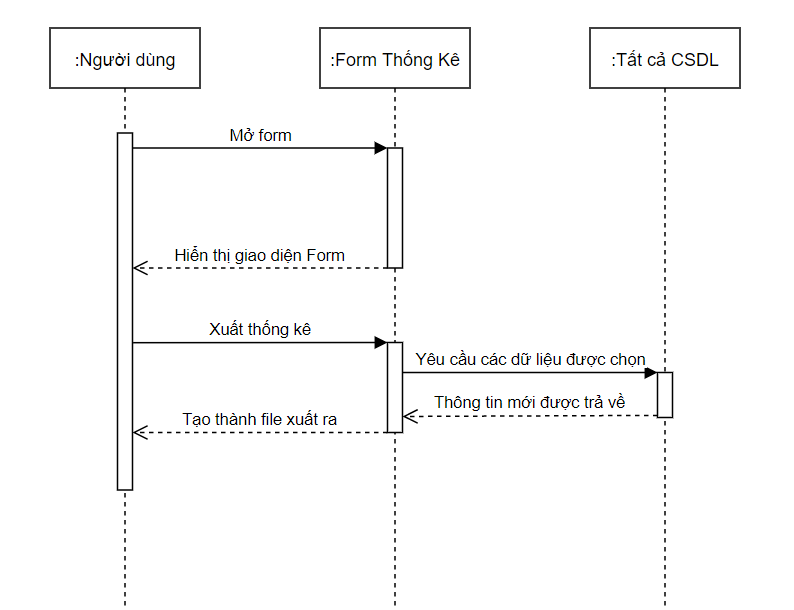 :Người dùng
:Form Thống Kê
:Tất cả CSDL
Mở form
Hiển thị giao diện Form
Xuất thống kê
Yêu cầu các dữ liệu được chọn
Thông tin mới được trả về
Tạo thành file xuất ra